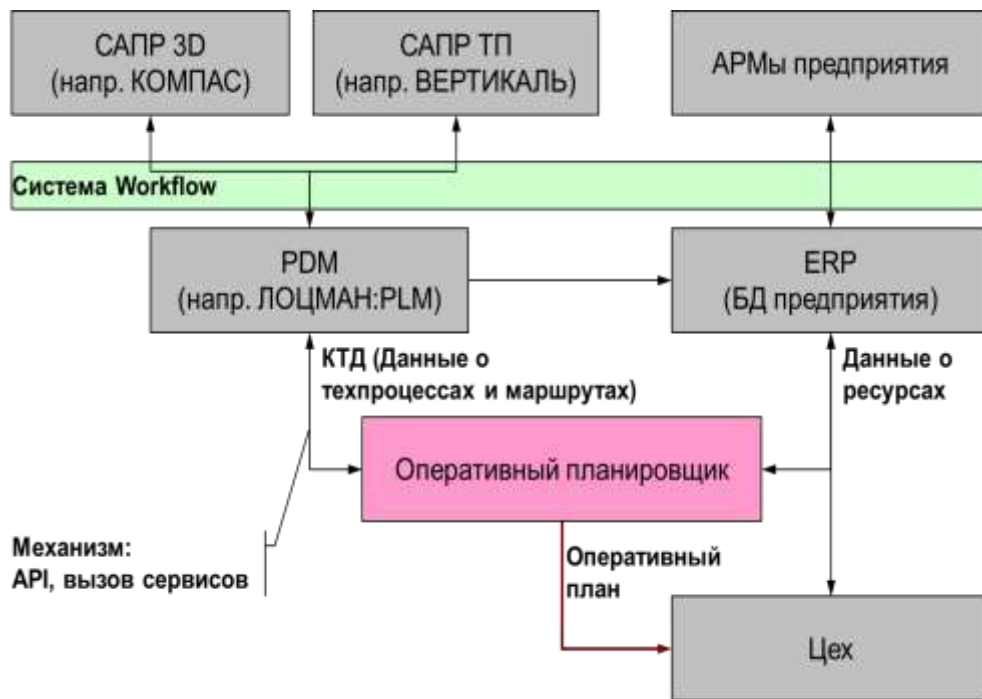 САПР 3D
(напр. КОМПАС)
САПР ТП
(напр. ВЕРТИКАЛЬ)
АРМы предприятия
Система Workflow
PDM
(напр. ЛОЦМАН:PLM)
ERP
(БД предприятия)
КТД (Данные о
техпроцессах и маршрутах)
Данные о
ресурсах
Оперативный планировщик
Механизм:
API, вызов сервисов
Оперативный
план
Цех